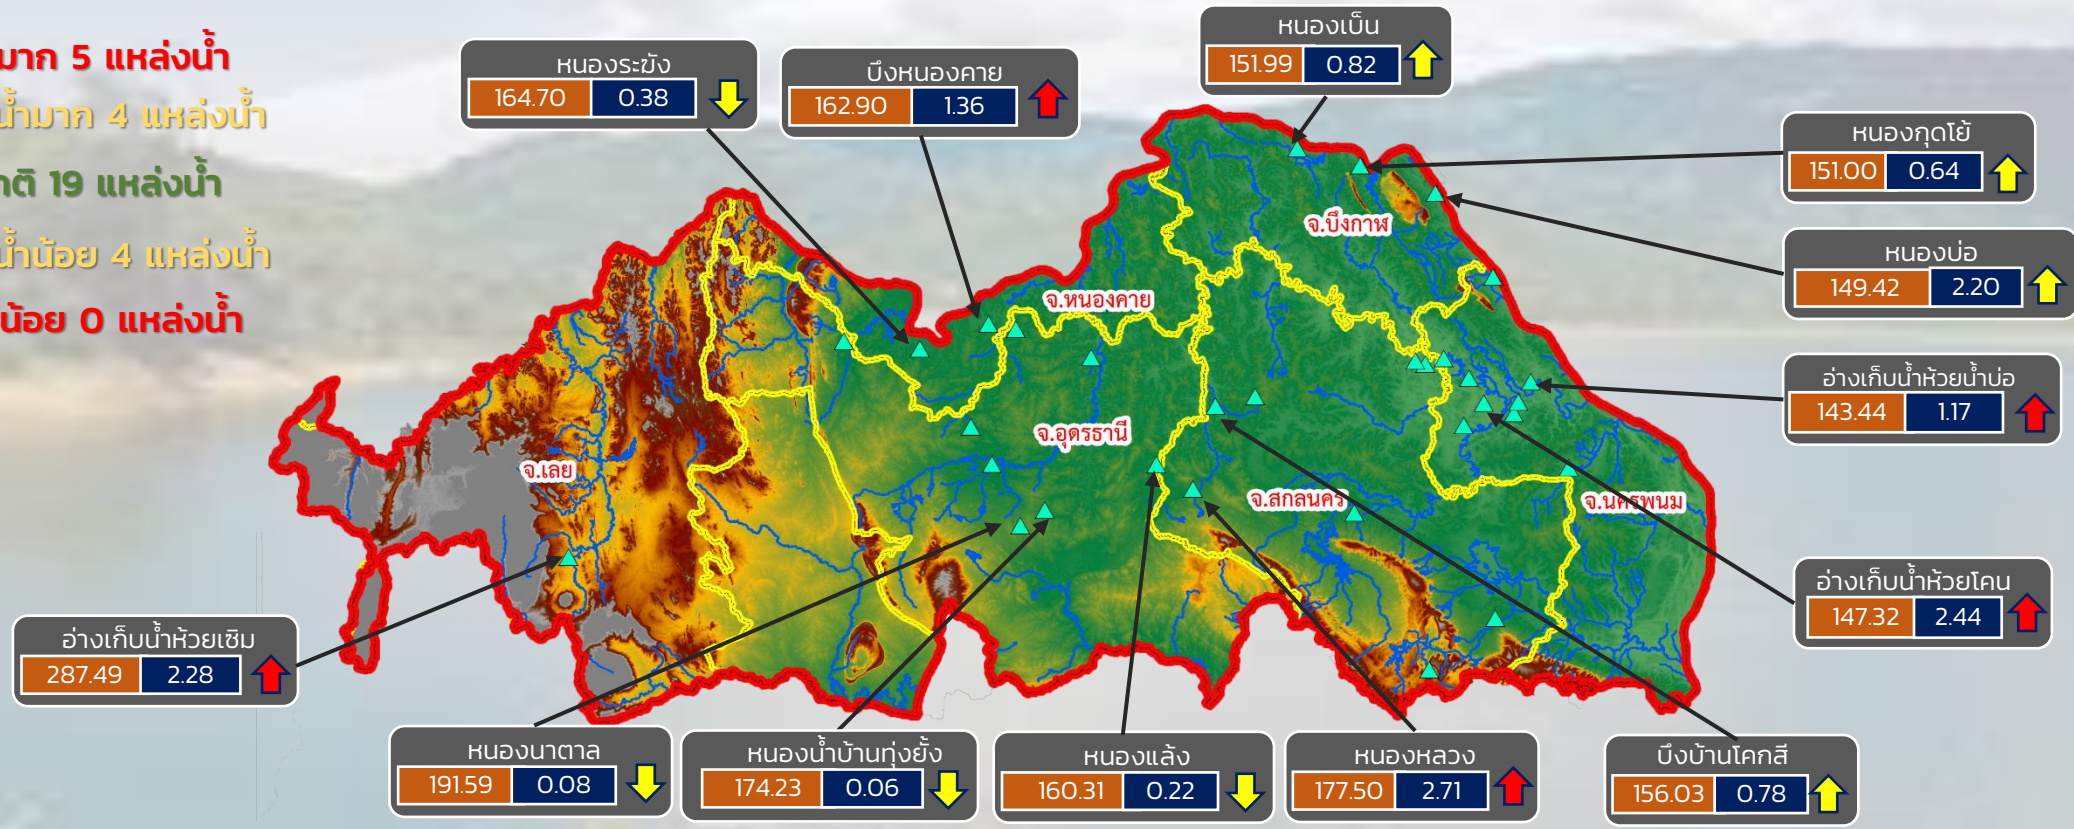 มาก 5 แหล่งน้ำ
น้ำมาก 4 แหล่งน้ำ
กติ 19 แหล่งน้ำ
น้ำน้อย 4 แหล่งน้ำ
น้อย 0 แหล่งน้ำ
หนองระฆัง
164.70 0.38
บึงหนองคาย
162.90 1.36
หนองเบ็น
151.99 0.82
หนองกุดโย้
151.00 0.64
หนองบ่อ
149.42 2.20
อ่างเก็บน้ำห้วยน้ำบ่อ
143.44 1.17
อ่างเก็บน้ำห้วยโคน
147.32 2.44
จ.บึงกาฬ
จ.หนองคาย
จ.อุดรธานี
จ.เลย
จ.สกลนคร
จ.นครพนม
อ่างเก็บน้ำห้วยเซิม
287.49 2.28
หนองนาตาล
191.59 0.08
หนองน้ำบ้านทุ่งยั้ง
174.23 0.06
หนองแล้ง
160.31 0.22
หนองหลวง
177.50 2.71
บึงบ้านโคกสี
156.03 0.78